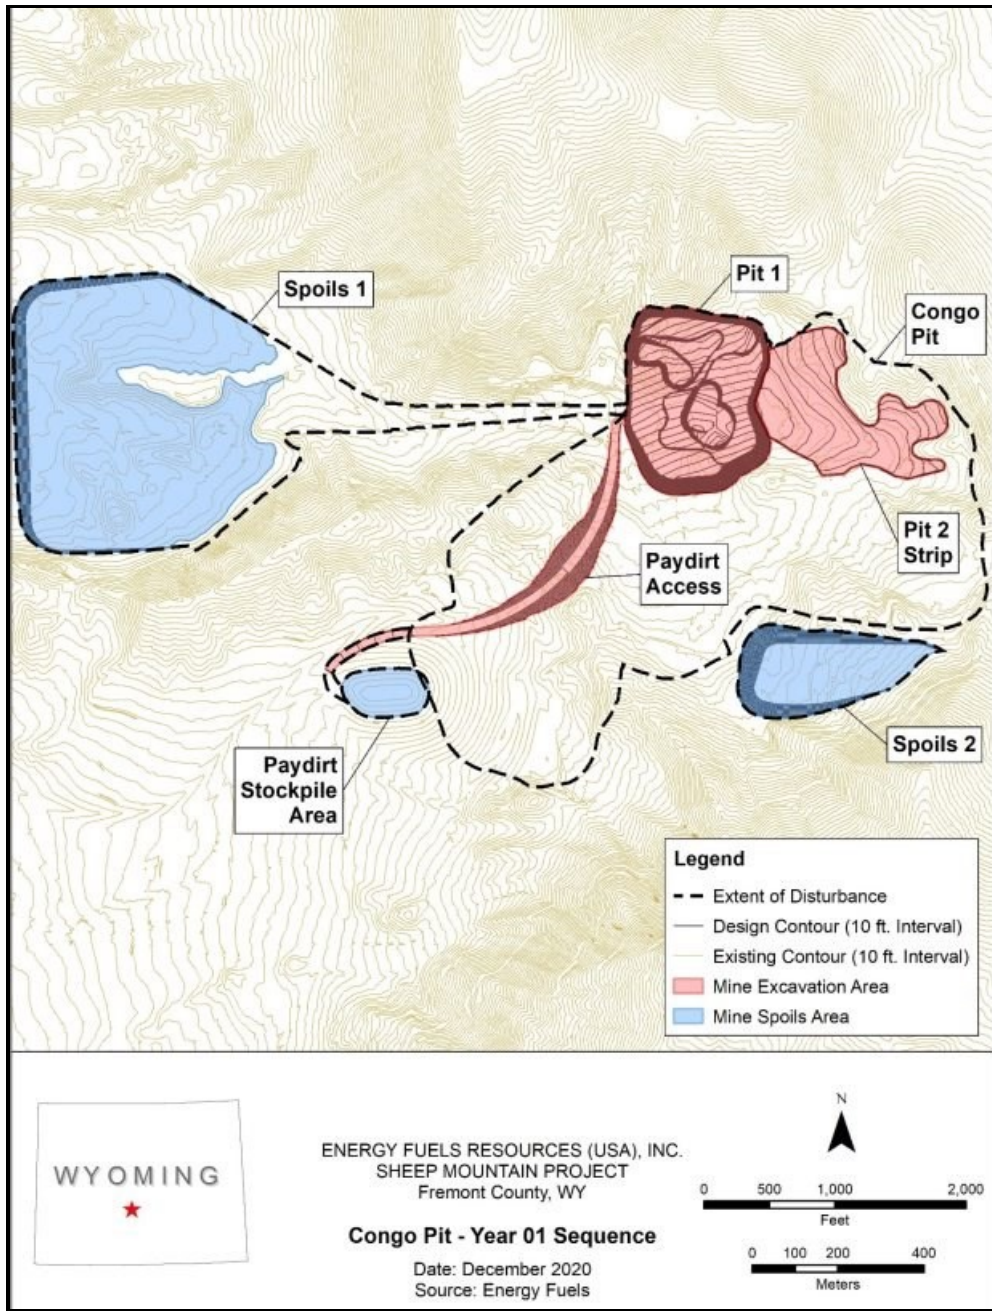 Spoils 1
Pit 1
Congo
Pit
Pit 2
Strip
Paydirt
Access
Spoils 2
Paydirt
Stockpile
Area
Legend
Extent of Disturbance
Design Contour (10 ft. Interval)
Existing Contour (10 ft. Interval)
Mine Excavation Area
Mine Spoils Area
WYOMING
ENERGY FUELS RESOURCES (USA), INC.
SHEEP MOUNTAIN PROJECT
Fremont County, WY
Congo Pit - Year 01 Sequence
Date: December 2020
Source: Energy Fuels
N
0 500 1,000 2,000
Feet
0 100 200 400
Meters